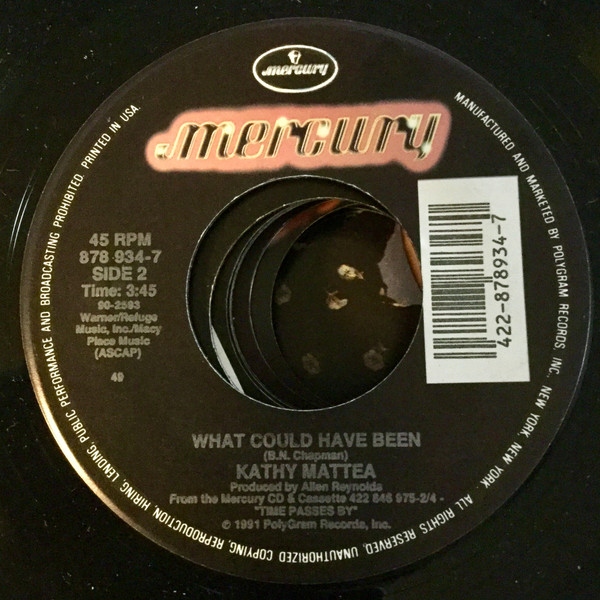 mercury
mercury
45 RPM
878 934-7
SIDE 2
Time: 3:45
90-2593
Warner/Refuge
Music, Inc./Macy
Place Music
(ASCAP)
49
422-878934-7
WHAT COULD HAVE BEEN
(B.N. Chapman)
KATHY MATTEA
Produced by Allen Reynolds
From the Mercury CD & Cassette 422 846 975-2/4 -
"TIME PASSES BY"
℗ 1991 PolyGram Records, Inc.
MANUFACTURED AND MARKETED BY POLYGRAM RECORDS, INC. NEW YORK, NEW YORK. ALL RIGHTS RESERVED, UNAUTHORIZED COPYING, REPRODUCTION, HIRING, LENDING, PUBLIC PERFORMANCE AND BROADCASTING PROHIBITED. PRINTED IN USA.